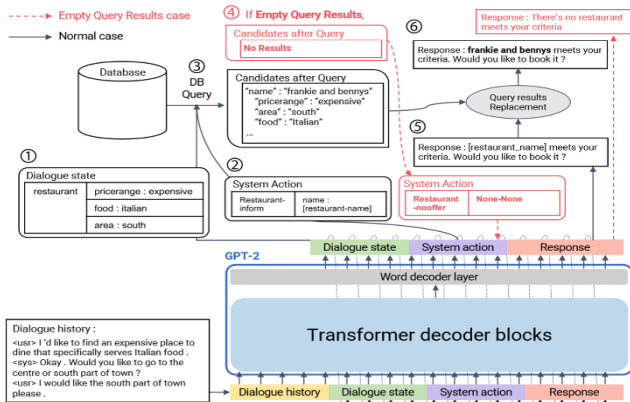 Empty Query Results case
Normal case
④ If Empty Query Results,
Candidates after Query
No Results
Response : There's no restaurant
meets your criteria
⑥
Response : frankie and bennys meets your
criteria. Would you like to book it ?
Database
③
DB
Query
Candidates after Query
"name" : "frankie and bennys"
"pricerange" : "expensive"
"area" : "south"
"food" : "Italian"
...
Query results
Replacement
⑤
Response : [restaurant_name] meets your
criteria. Would you like to book it ?
①
Dialogue state
restaurant
pricerange : expensive
food : italian
area : south
②
System Action
Restaurant-
inform
name :
[restaurant-name]
System Action
Restaurant
-nooffer
None-None
Dialogue state
System action
Response
GPT-2
Word decoder layer
Transformer decoder blocks
Dialogue history :
<usr> I 'd like to find an expensive place to
dine that specifically serves Italian food .
<sys> Okay . Would you like to go to the
centre or south part of town ?
<usr> I would like the south part of town
please .
Dialogue history
Dialogue state
System action
Response